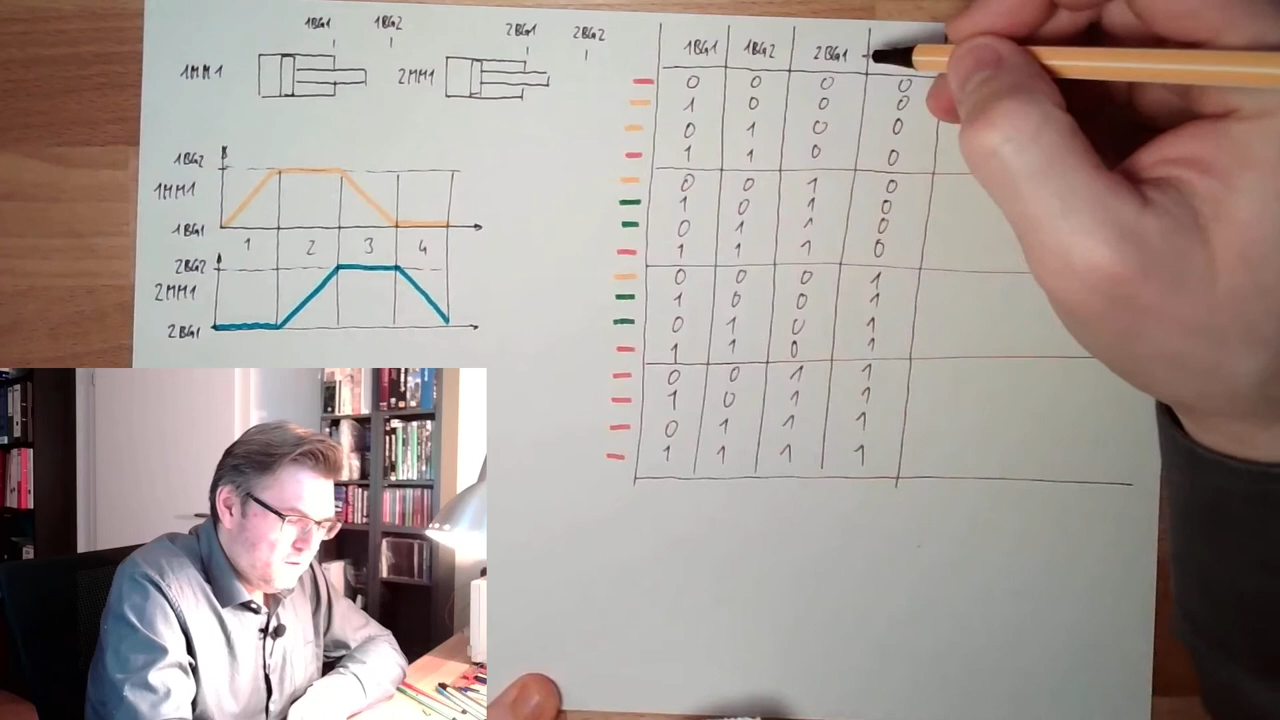 1BG1 1BG2 2BG1 2BG2
1MM1 2MM1
1BG2
1MM1
1BG1
1 2 3 4
2BG2
2MM1
2BG1
1BG1 1BG2 2BG1
0 0 0 0
1 0 0 0
0 1 0 0
1 1 0 0
0 0 1 0
1 0 1 0
0 1 1 0
1 1 1 0
0 0 0 1
1 0 0 1
0 1 0 1
1 1 0 1
0 0 1 1
1 0 1 1
0 1 1 1
1 1 1 1